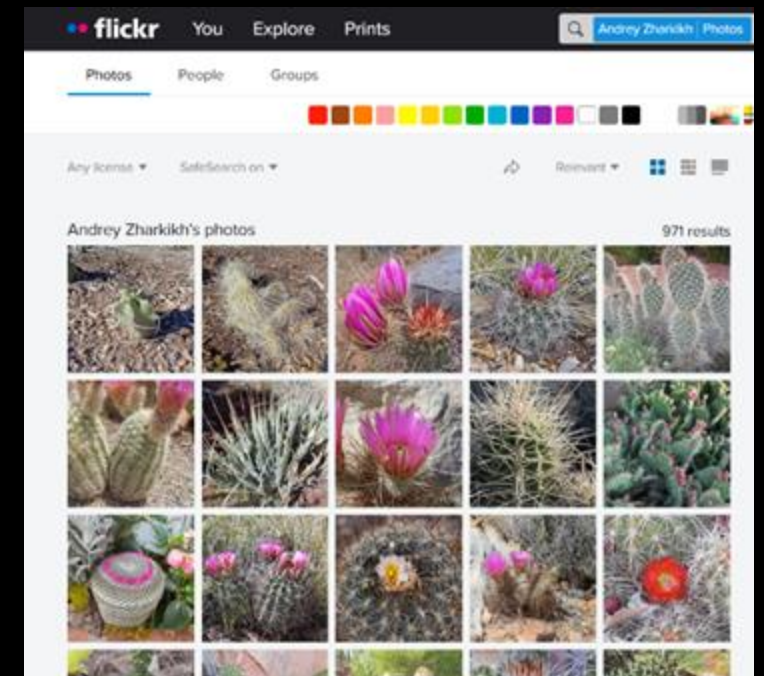 flickr You Explore Prints Andrey Zharkikh Photos
Photos People Groups
Any license SafeSearch on Relevant
Andrey Zharkikh's photos 971 results